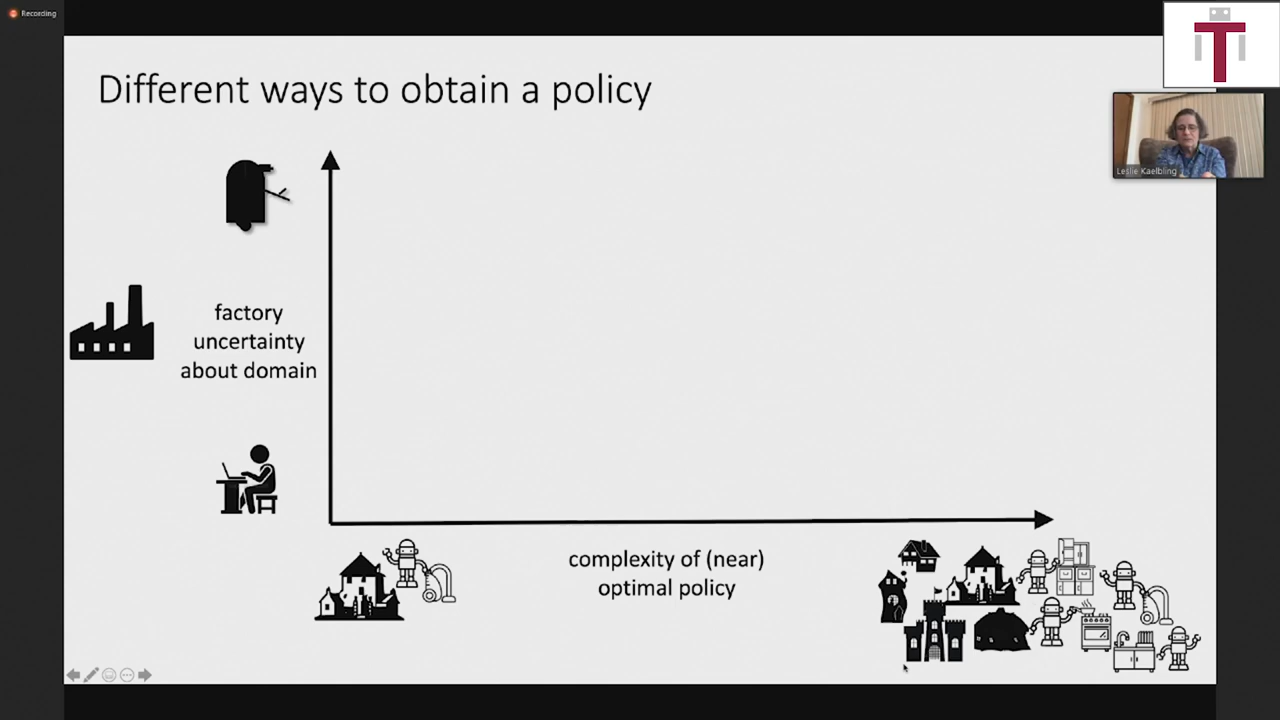 Recording
Different ways to obtain a policy
T
Leslie Kaelbling
factory
uncertainty
about domain
complexity of (near)
optimal policy